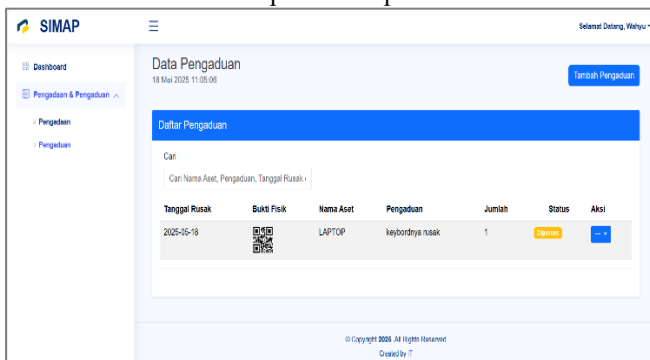 SIMAP
Selamat Datang, Wahyu
Dashboard
Pengadaan & Pengaduan
Pengadaan
Pengaduan
Data Pengaduan
18 Mei 2025 11:05:06
Tambah Pengaduan
Daftar Pengaduan
Cari
Cari Nama Aset, Pengaduan, Tanggal Rusak
Tanggal Rusak Bukti Fisik Nama Aset Pengaduan Jumlah Status Aksi
2025-05-18 LAPTOP keybordnya rusak 1 Diproses ...
© Copyright 2025 All Rights Reserved
Created by IT